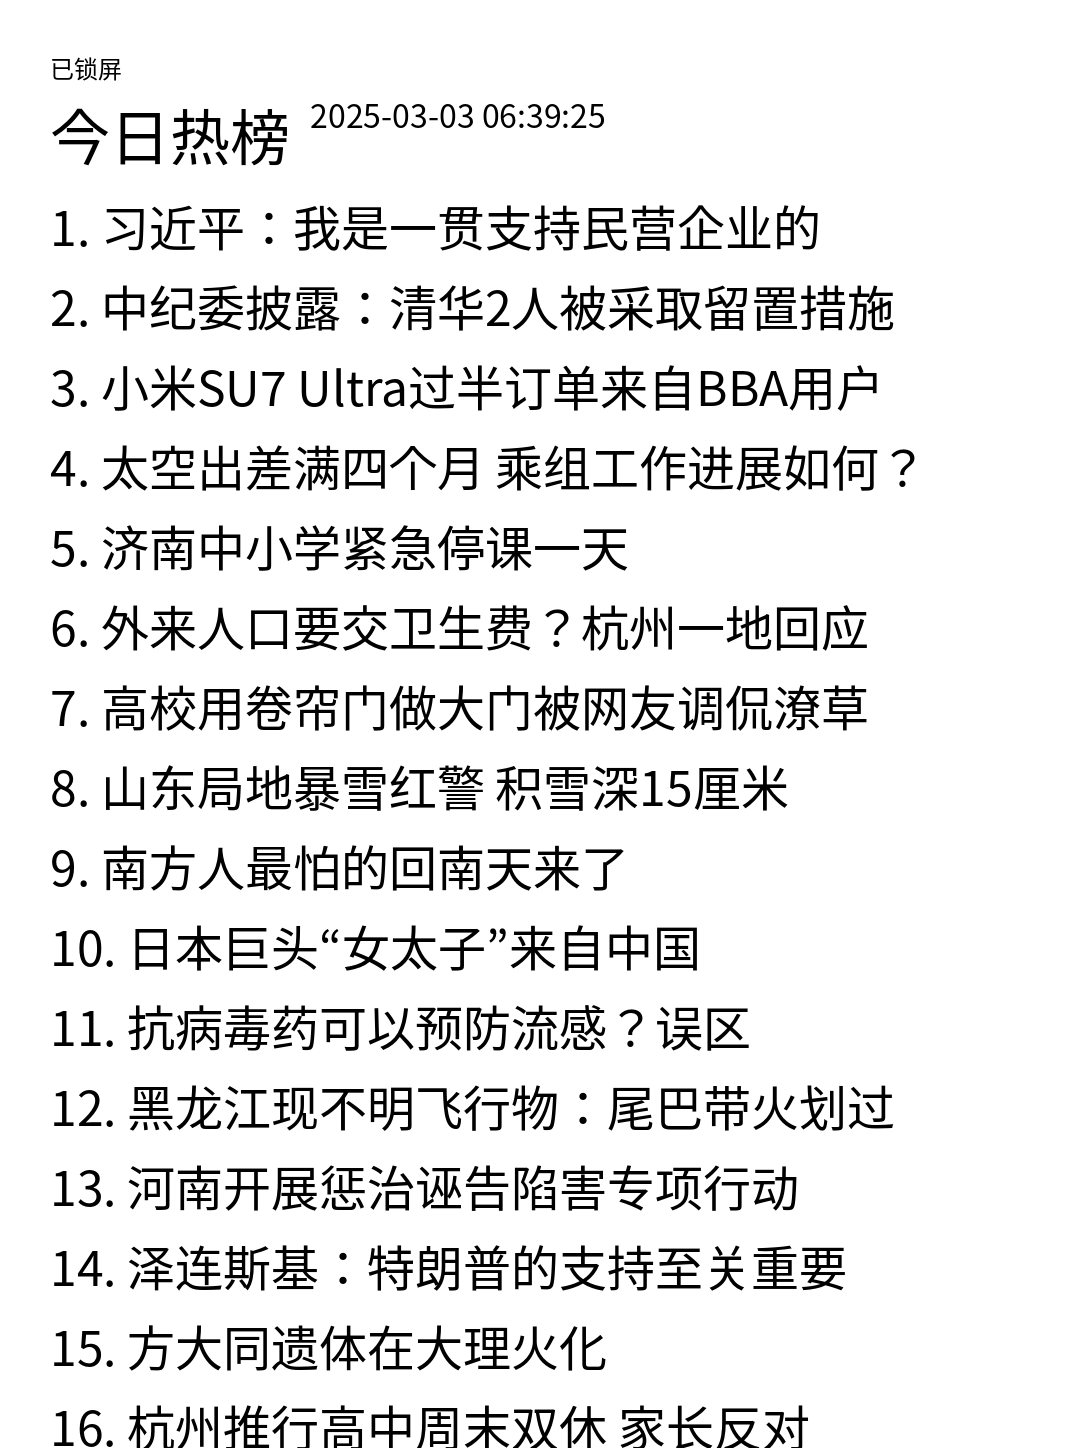 已锁屏
今日热榜 2025-03-03 06:39:25
1. 习近平：我是一贯支持民营企业的
2. 中纪委披露：清华2人被采取留置措施
3. 小米SU7 Ultra过半订单来自BBA用户
4. 太空出差满四个月 乘组工作进展如何？
5. 济南中小学紧急停课一天
6. 外来人口要交卫生费？杭州一地回应
7. 高校用卷帘门做大门被网友调侃潦草
8. 山东局地暴雪红警 积雪深15厘米
9. 南方人最怕的回南天来了
10. 日本巨头“女太子”来自中国
11. 抗病毒药可以预防流感？误区
12. 黑龙江现不明飞行物：尾巴带火划过
13. 河南开展惩治诬告陷害专项行动
14. 泽连斯基：特朗普的支持至关重要
15. 方大同遗体在大理火化
16. 杭州推行高中周末双休 家长反对